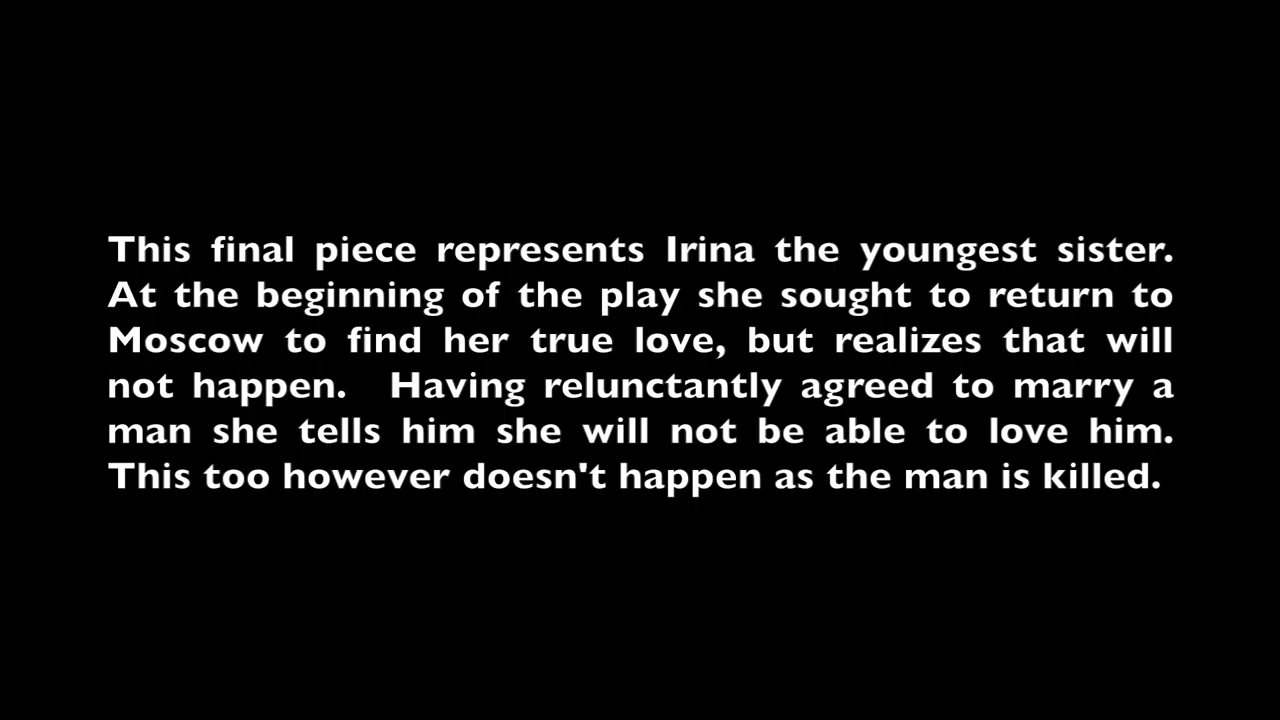 This final piece represents Irina the youngest sister.
At the beginning of the play she sought to return to
Moscow to find her true love, but realizes that will
not happen.  Having relunctantly agreed to marry a
man she tells him she will not be able to love him.
This too however doesn't happen as the man is killed.